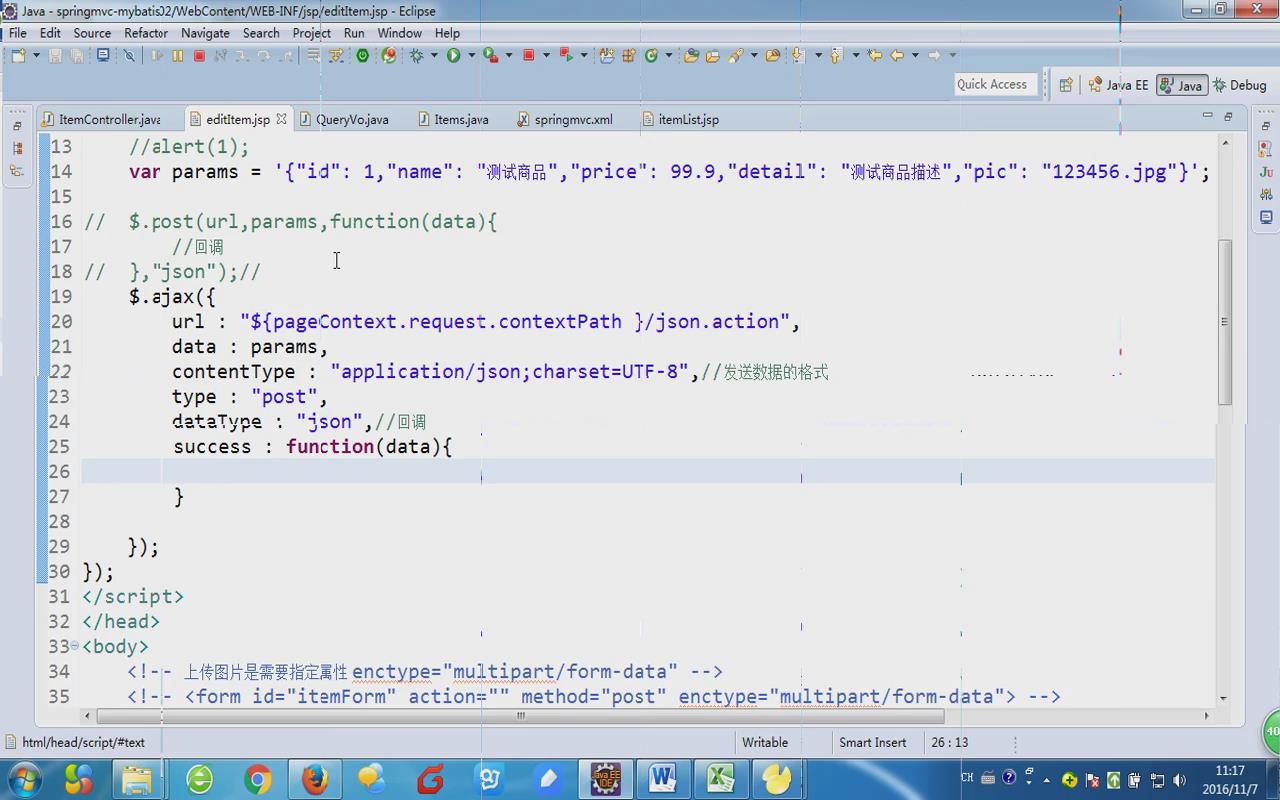 Java - springmvc-mybatis02/WebContent/WEB-INF/jsp/editItem.jsp - Eclipse
File Edit Source Refactor Navigate Search Project Run Window Help
Quick Access Java EE Java Debug
ItemController.java editItem.jsp QueryVo.java Items.java springmvc.xml itemList.jsp
13 //alert(1);
14 var params = '{"id": 1,"name": "测试商品","price": 99.9,"detail": "测试商品描述","pic": "123456.jpg"}';
15
16 // $.post(url,params,function(data){
17 //回调
18 // },"json");//
19 $.ajax({
20 url : "${pageContext.request.contextPath }/json.action",
21 data : params,
22 contentType : "application/json;charset=UTF-8",//发送数据的格式
23 type : "post",
24 dataType : "json",//回调
25 success : function(data){
26
27 }
28
29 });
30 });
31 </script>
32 </head>
33 <body>
34 <!-- 上传图片是需要指定属性 enctype="multipart/form-data" -->
35 <!-- <form id="itemForm" action="" method="post" enctype="multipart/form-data"> -->
html/head/script/#text Writable Smart Insert 26 : 13
40
CH 11:17
2016/11/7